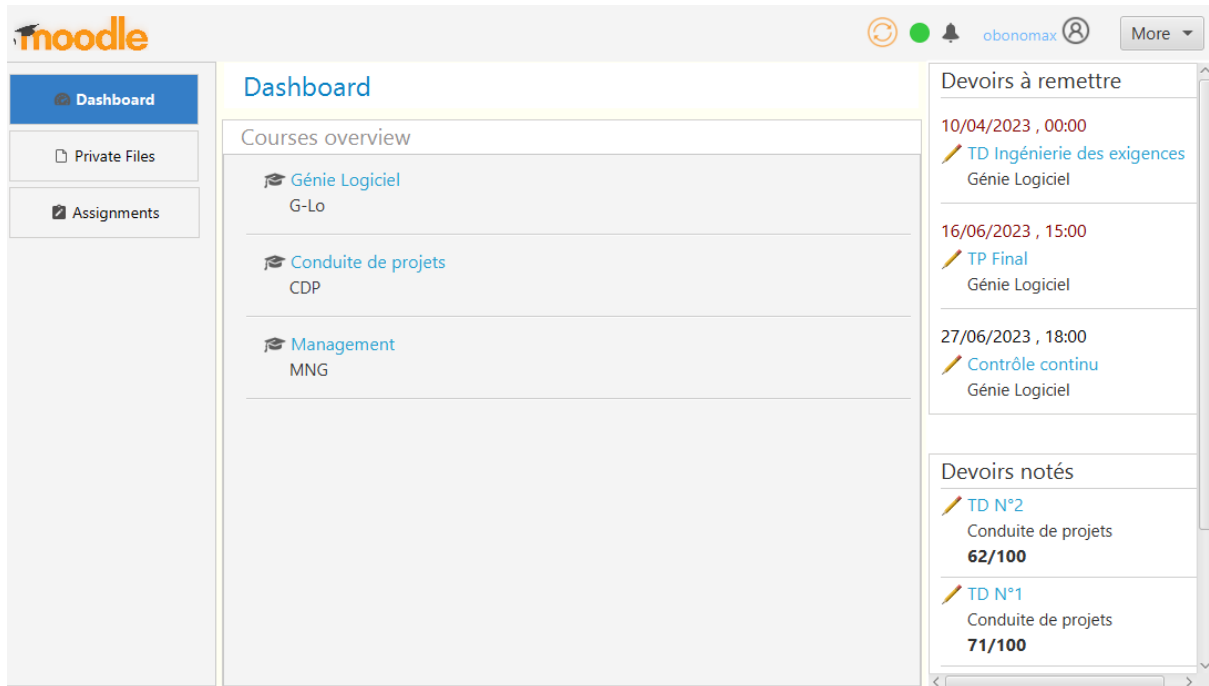 moodle
obonomax
More
Dashboard
Private Files
Assignments
Dashboard
Courses overview
Génie Logiciel
G-Lo
Conduite de projets
CDP
Management
MNG
Devoirs à remettre
10/04/2023 , 00:00
TD Ingénierie des exigences
Génie Logiciel
16/06/2023 , 15:00
TP Final
Génie Logiciel
27/06/2023 , 18:00
Contrôle continu
Génie Logiciel
Devoirs notés
TD N°2
Conduite de projets
62/100
TD N°1
Conduite de projets
71/100